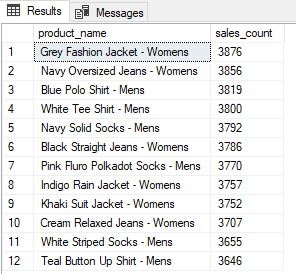 Results Messages
product_name sales_count
1 Grey Fashion Jacket - Womens 3876
2 Navy Oversized Jeans - Womens 3856
3 Blue Polo Shirt - Mens 3819
4 White Tee Shirt - Mens 3800
5 Navy Solid Socks - Mens 3792
6 Black Straight Jeans - Womens 3786
7 Pink Fluro Polkadot Socks - Mens 3770
8 Indigo Rain Jacket - Womens 3757
9 Khaki Suit Jacket - Womens 3752
10 Cream Relaxed Jeans - Womens 3707
11 White Striped Socks - Mens 3655
12 Teal Button Up Shirt - Mens 3646